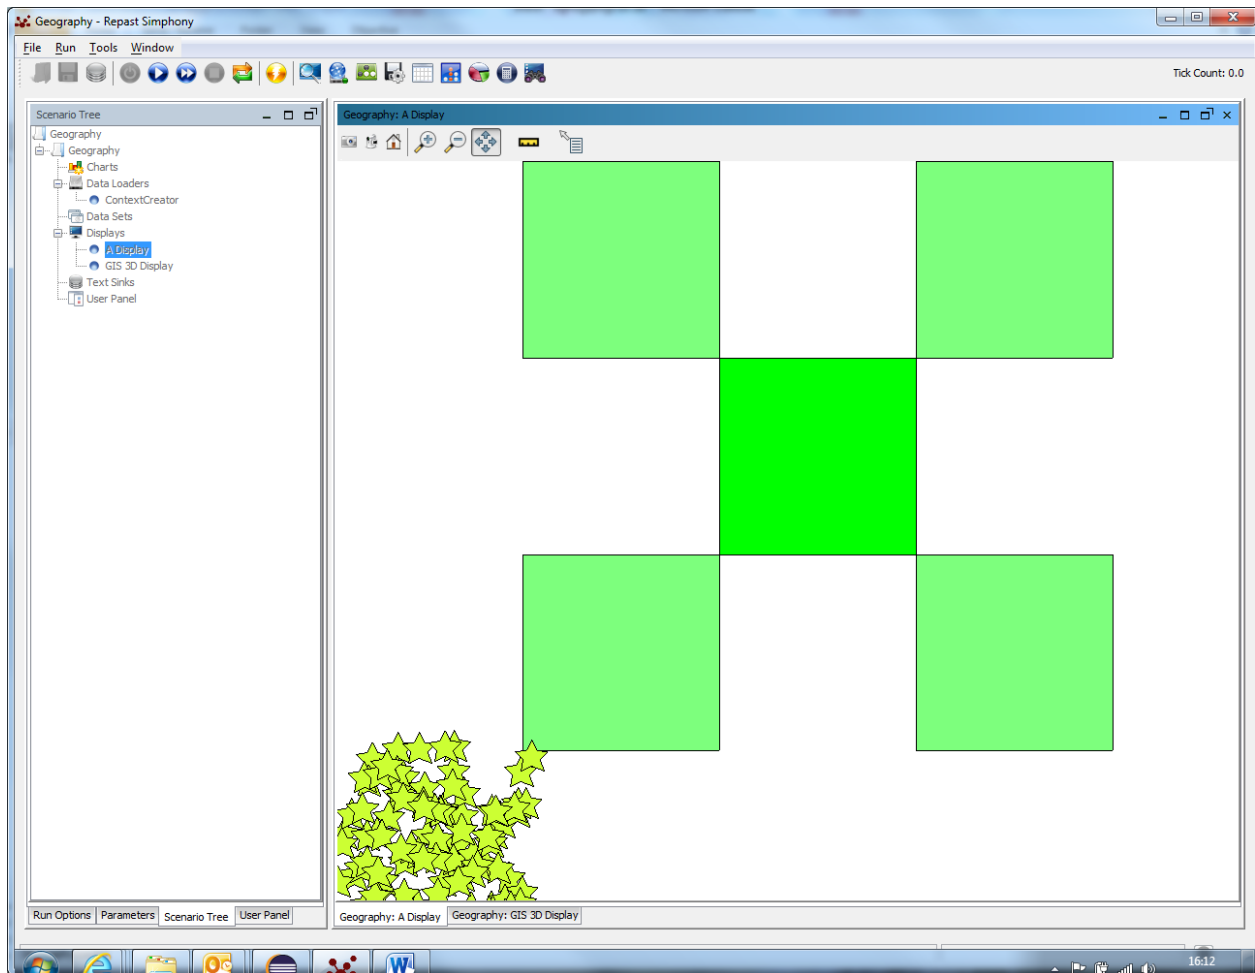 Geography - Repast Simphony
File Run Tools Window
Tick Count: 0.0
Scenario Tree
Geography
Geography
Charts
Data Loaders
ContextCreator
Data Sets
Displays
A Display
GIS 3D Display
Text Sinks
User Panel
Geography: A Display
Run Options Parameters Scenario Tree User Panel
Geography: A Display Geography: GIS 3D Display
16:12